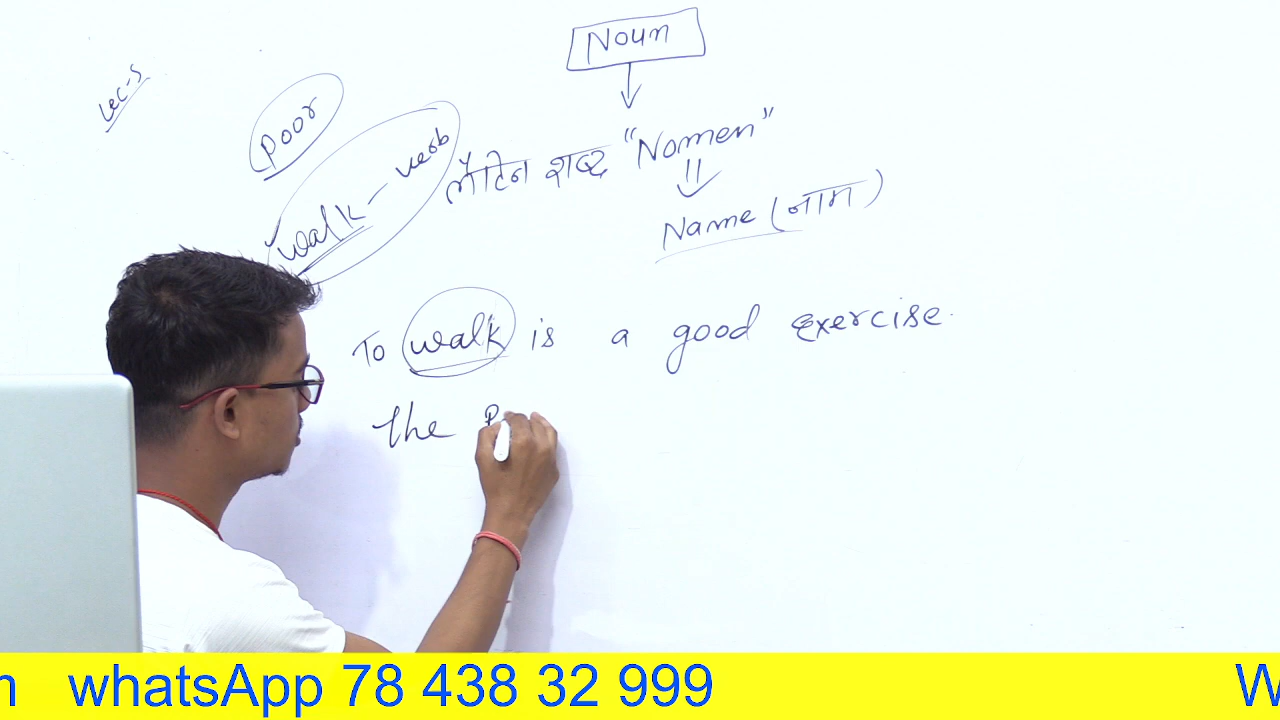 Noun
Lec-5
Poor
लैटिन शब्द "Nomen"
walk - verb
Name (नाम)
To walk is a good Exercise.
The P
whatsApp 78 438 32 999